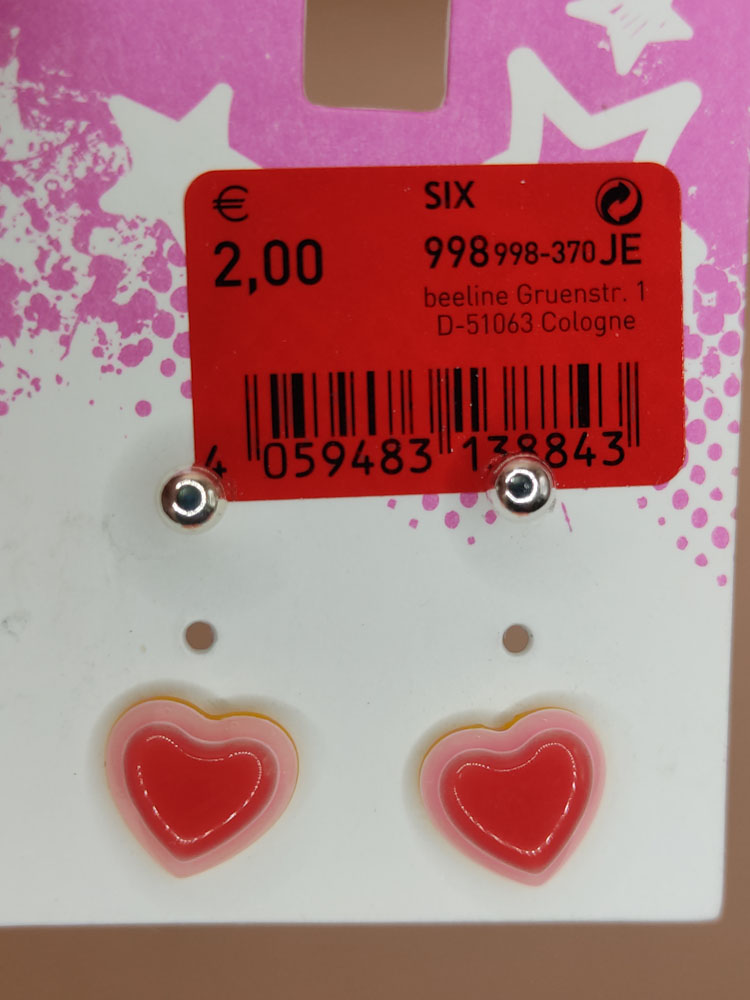 € SIX
2,00 998998-370JE
beeline Gruenstr. 1
D-51063 Cologne
4 059483 138843